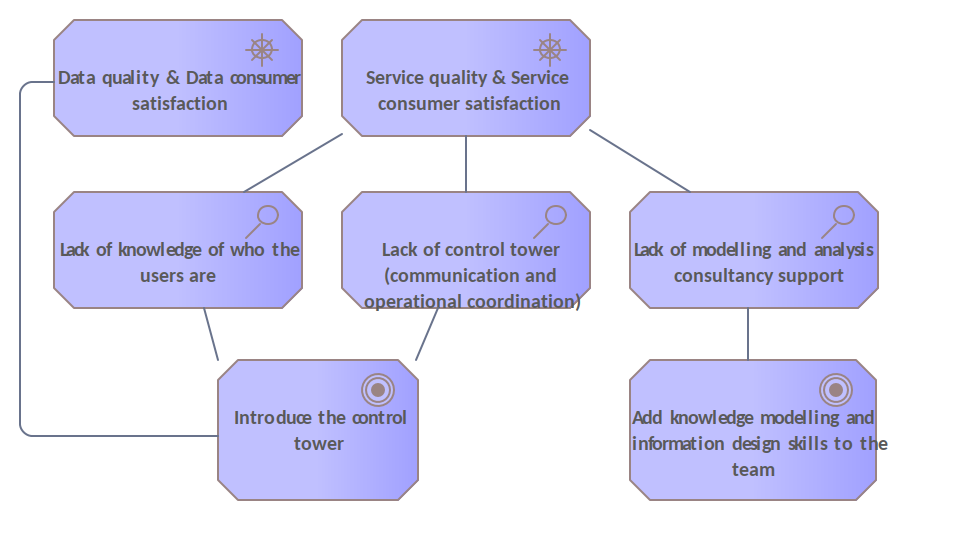 Data quality & Data consumer
satisfaction
Service quality & Service
consumer satisfaction
Lack of knowledge of who the
users are
Lack of control tower
(communication and
operational coordination)
Lack of modelling and analysis
consultancy support
Introduce the control
tower
Add knowledge modelling and
information design skills to the
team